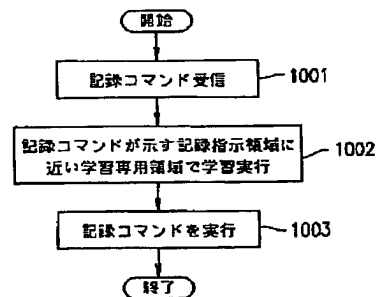 開始
記録コマンド受信
1001
記録コマンドが示す記録指示領域に
近い学習専用領域で学習実行
1002
記録コマンドを実行
1003
終了